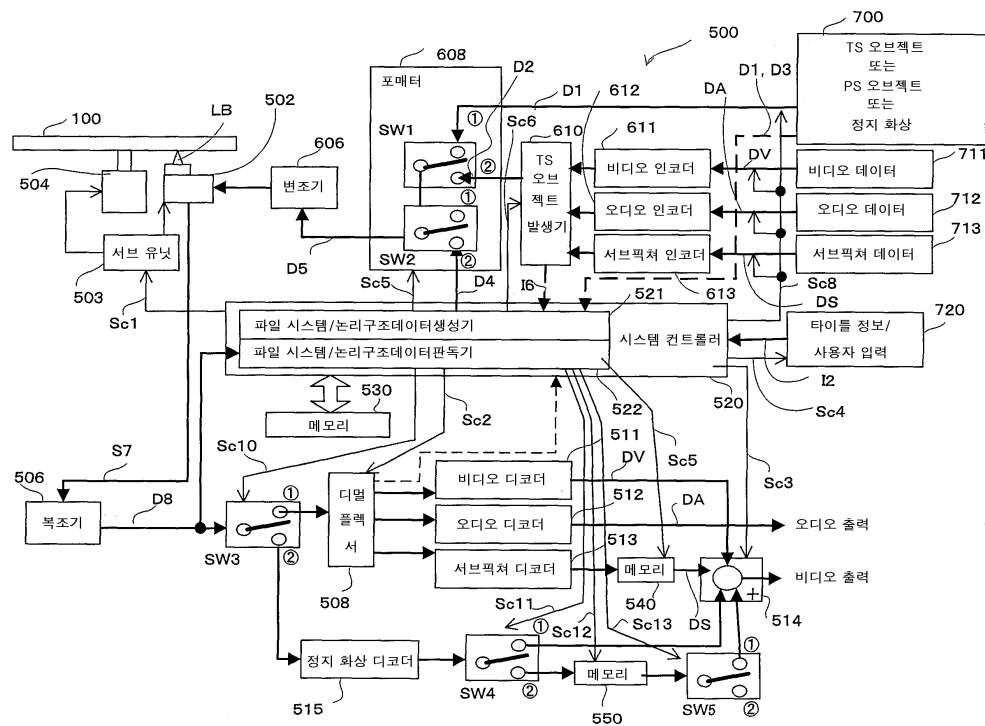 700
500
TS 오브젝트
또는
PS 오브젝트
또는
정지 화상
608
D2
포매터
D1
D1, D3
DA
612
Sc6
①
SW1
②
610
611
TS
오브
젝트
발생기
비디오 인코더
DV
비디오 데이터
711
100
LB
502
504
606
변조기
①
SW2
②
오디오 인코더
오디오 데이터
712
서브픽쳐 인코더
서브픽쳐 데이터
713
서브 유닛
503
D5
Sc5
D4
I6
613
DS
Sc8
Sc1
521
파일 시스템/논리구조데이터생성기
파일 시스템/논리구조데이터판독기
시스템 컨트롤러
타이틀 정보/
사용자 입력
720
I2
Sc4
522
520
530
메모리
Sc2
Sc10
Sc5
Sc3
S7
511
DV
506
복조기
D8
①
②
SW3
디멀
플렉
서
508
비디오 디코더
512
오디오 디코더
DA
오디오 출력
513
서브픽쳐 디코더
메모리
540
DS
+
514
비디오 출력
Sc11
Sc12
Sc13
정지 화상 디코더
515
①
②
SW4
메모리
550
①
②
SW5